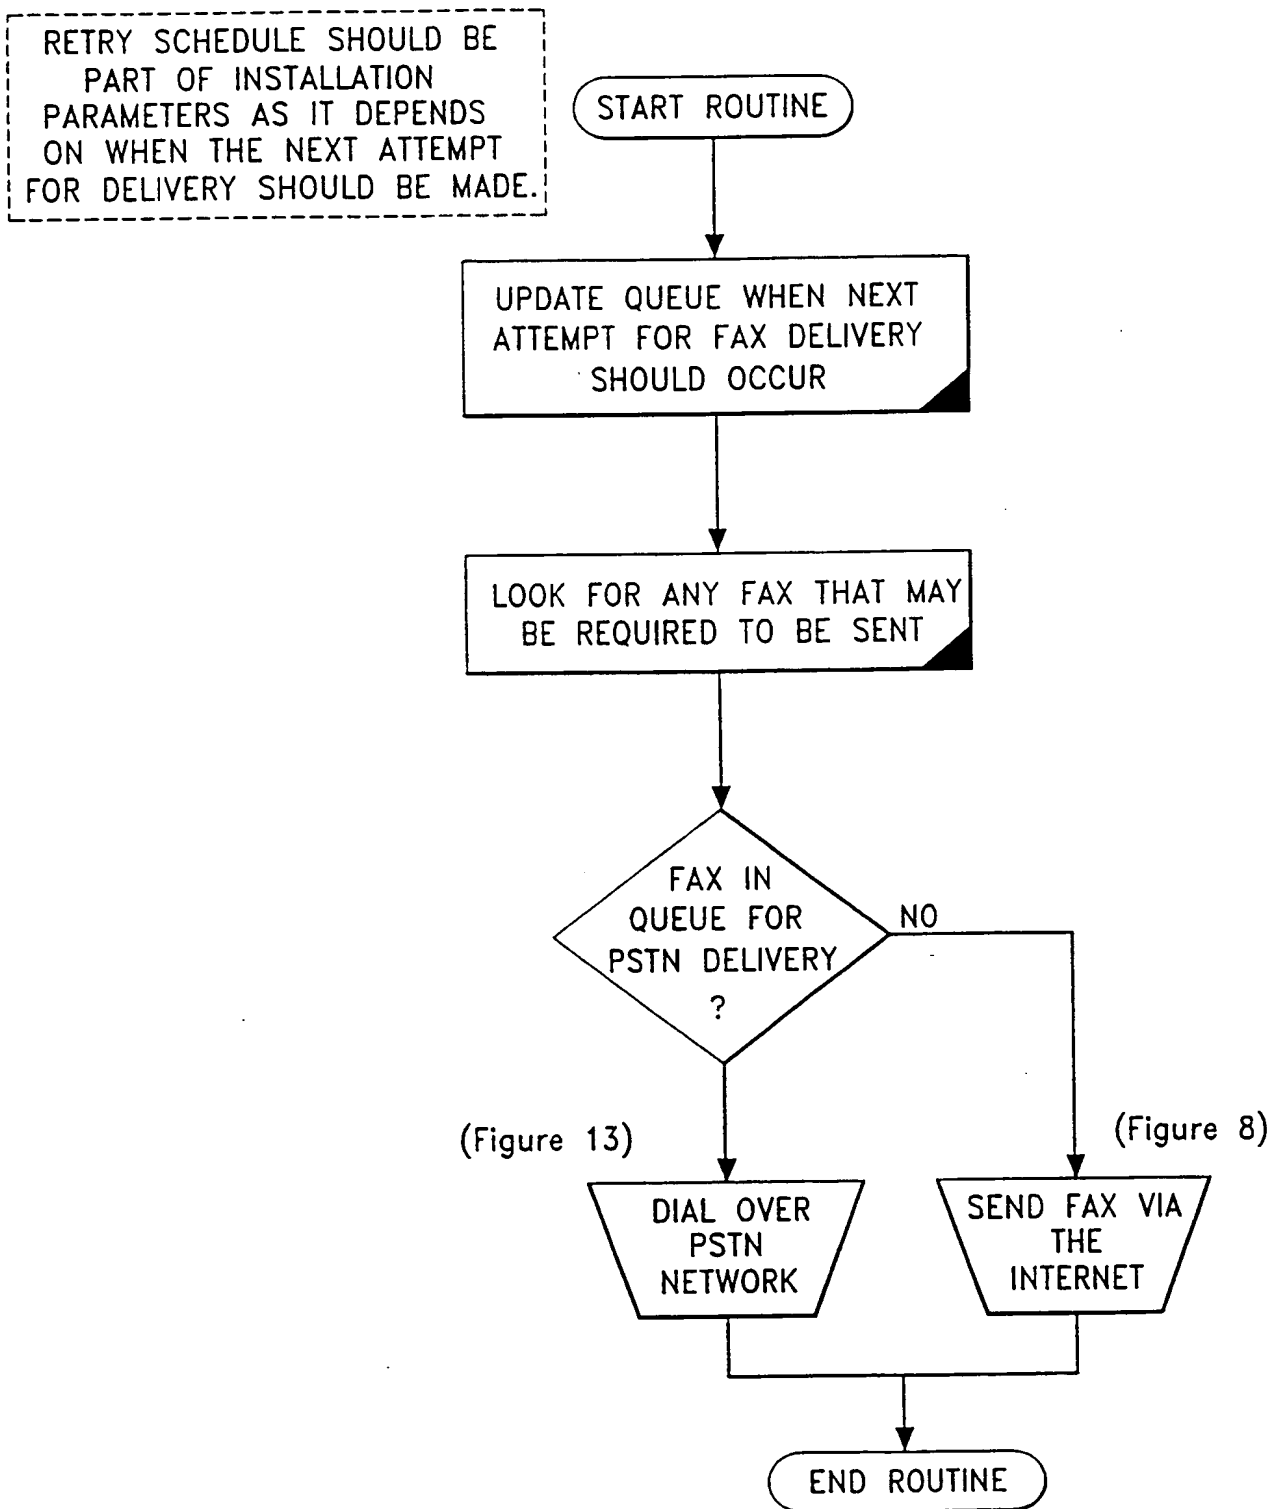 RETRY SCHEDULE SHOULD BE
PART OF INSTALLATION
PARAMETERS AS IT DEPENDS
ON WHEN THE NEXT ATTEMPT
FOR DELIVERY SHOULD BE MADE.
START ROUTINE
UPDATE QUEUE WHEN NEXT
ATTEMPT FOR FAX DELIVERY
SHOULD OCCUR
LOOK FOR ANY FAX THAT MAY
BE REQUIRED TO BE SENT
FAX IN
QUEUE FOR
PSTN DELIVERY
?
NO
(Figure 13)
DIAL OVER
PSTN
NETWORK
(Figure 8)
SEND FAX VIA
THE
INTERNET
END ROUTINE